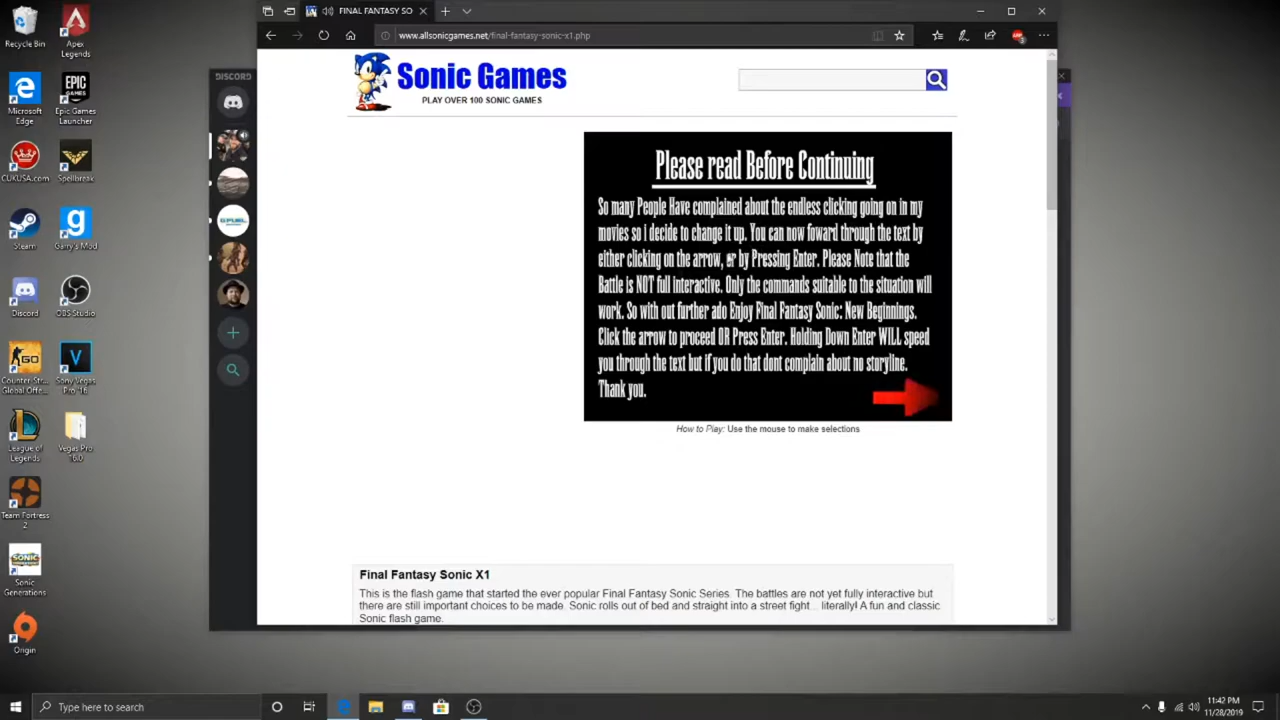 FINAL FANTASY SO
www.allsonicgames.net/final-fantasy-sonic-x1.php
Recycle Bin
Apex
Legends
Microsoft
Edge
EPIC
GAMES
Epic Games
Launcher
CUKUSA.com
Spellbreak
Steam
Garry's Mod
Discord
OBS Studio
GO
Counter-Str...
Global Offe...
Sony Vegas
Pro 16
League of
Legends
Vegas Pro
16.0
Team Fortress
2
SONIC
Sonic
Generations
Origin
DISCORD
G FUEL
Sonic Games
PLAY OVER 100 SONIC GAMES
Please read Before Continuing
So many People Have complained about the endless clicking going on in my
movies so i decide to change it up. You can now foward through the text by
either clicking on the arrow, or by Pressing Enter. Please Note that the
Battle is NOT full interactive. Only the commands suitable to the situation will
work. So with out further ado Enjoy Final Fantasy Sonic: New Beginnings.
Click the arrow to proceed OR Press Enter. Holding Down Enter WILL speed
you through the text but if you do that dont complain about no storyline.
Thank you.
How to Play: Use the mouse to make selections
Final Fantasy Sonic X1
This is the flash game that started the ever popular Final Fantasy Sonic Series. The battles are not yet fully interactive but
there are still important choices to be made. Sonic rolls out of bed and straight into a street fight... literally! A fun and classic
Sonic flash game.
Type here to search
11:42 PM
11/28/2019